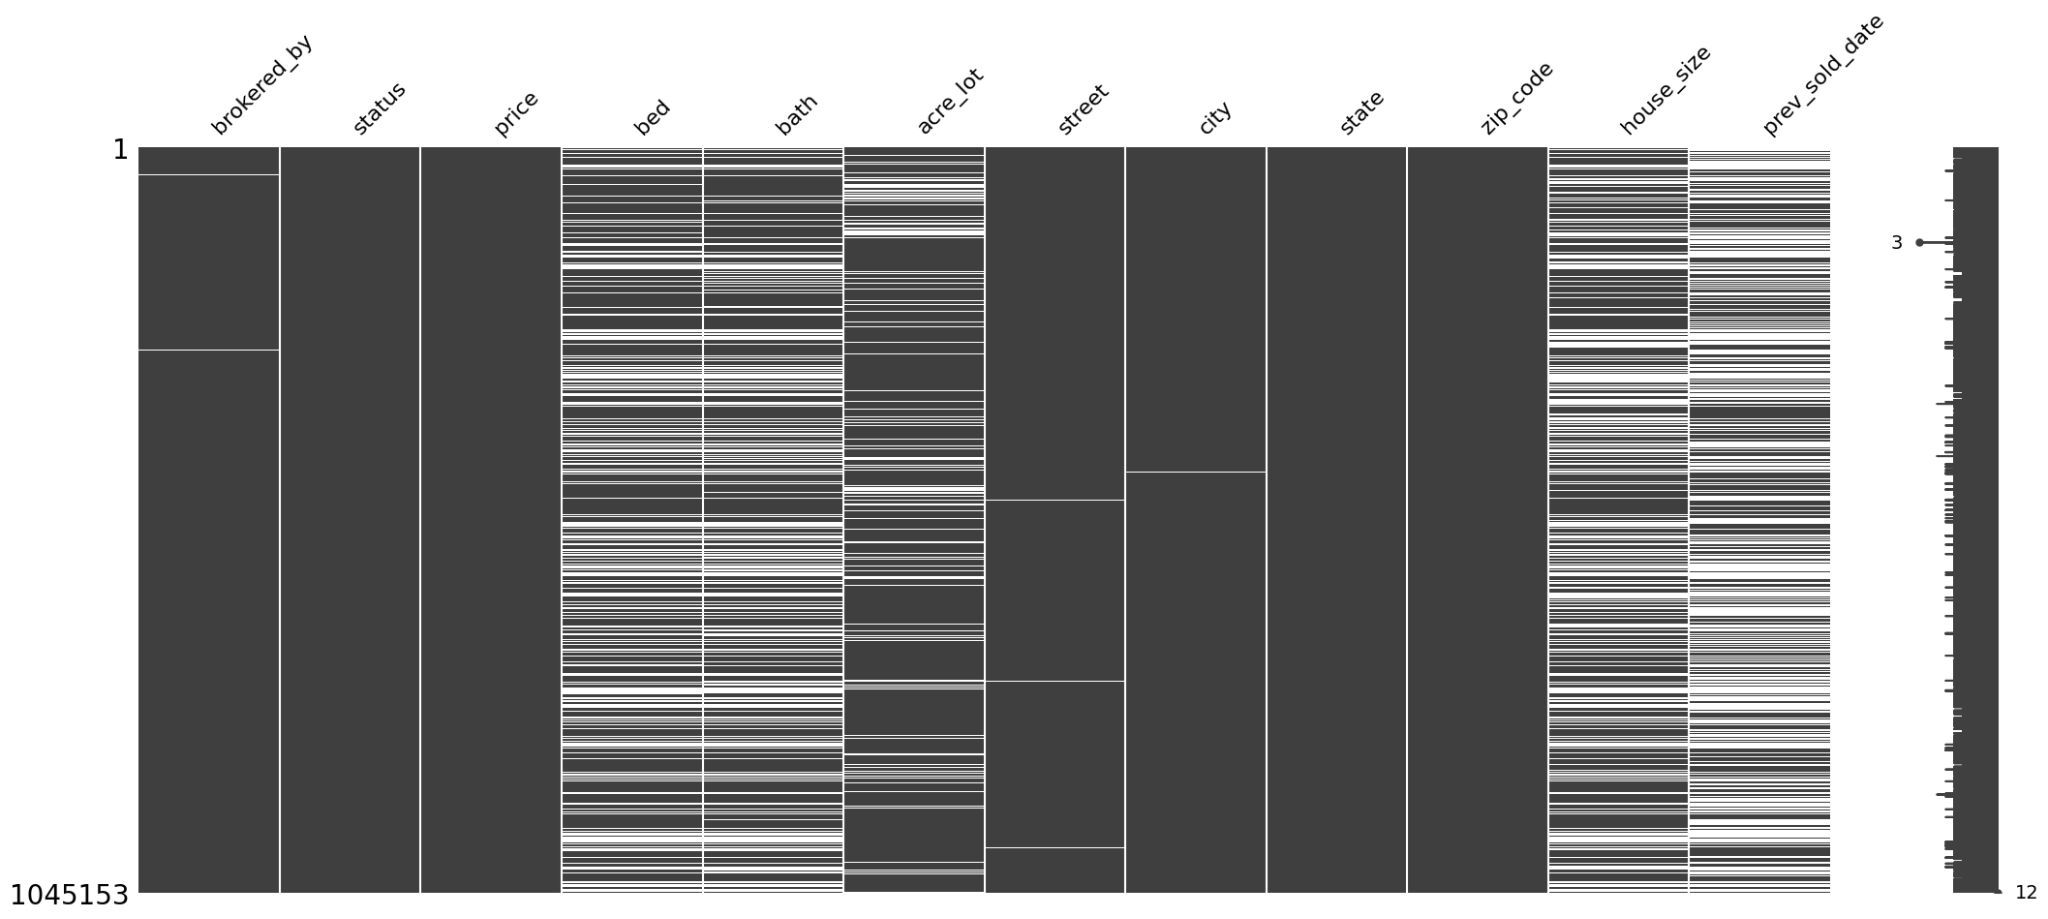 brokered_by
status
price
bed
bath
acre_lot
street
city
state
zip_code
house_size
prev_sold_date
1
3
1045153
12